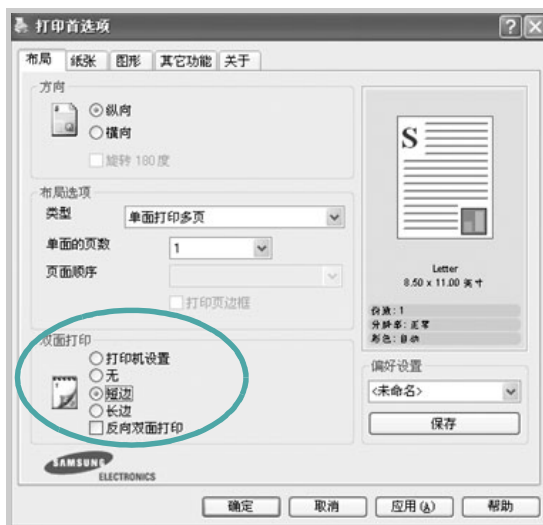 打印首选项
布局 纸张 图形 其它功能 关于
方向
纵向
横向
旋转 180 度
布局选项
类型 单面打印多页
单面的页数 1
页面顺序
打印页边框
双面打印
打印机设置
无
短边
长边
反向双面打印
SAMSUNG
ELECTRONICS
S
Letter
8.50 x 11.00 英寸
份数: 1
分辨率: 正常
彩色: 自动
偏好设置
<未命名>
保存
确定 取消 应用(A) 帮助